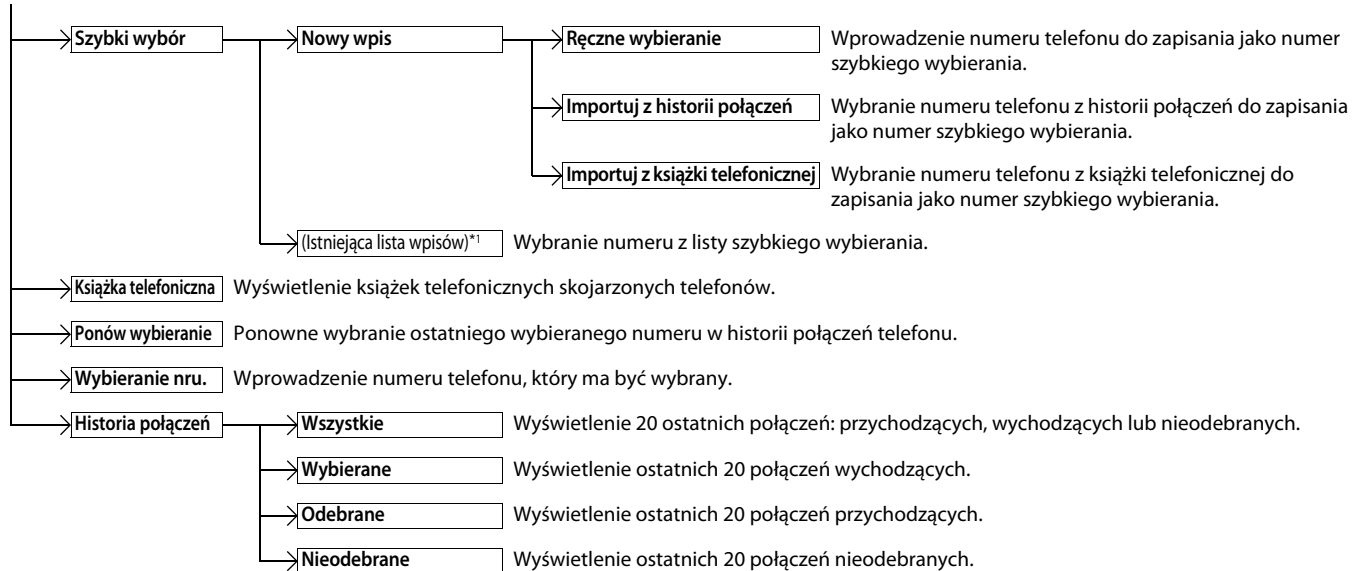 Szybki wybór
Nowy wpis
Ręczne wybieranie
Wprowadzenie numeru telefonu do zapisania jako numer
szybkiego wybierania.
Importuj z historii połączeń
Wybranie numeru telefonu z historii połączeń do zapisania
jako numer szybkiego wybierania.
Importuj z książki telefonicznej
Wybranie numeru telefonu z książki telefonicznej do
zapisania jako numer szybkiego wybierania.
(Istniejąca lista wpisów)*1
Wybranie numeru z listy szybkiego wybierania.
Książka telefoniczna
Wyświetlenie książek telefonicznych skojarzonych telefonów.
Ponów wybieranie
Ponowne wybranie ostatniego wybieranego numeru w historii połączeń telefonu.
Wybieranie nru.
Wprowadzenie numeru telefonu, który ma być wybrany.
Historia połączeń
Wszystkie
Wyświetlenie 20 ostatnich połączeń: przychodzących, wychodzących lub nieodebranych.
Wybierane
Wyświetlenie ostatnich 20 połączeń wychodzących.
Odebrane
Wyświetlenie ostatnich 20 połączeń przychodzących.
Nieodebrane
Wyświetlenie ostatnich 20 połączeń nieodebranych.